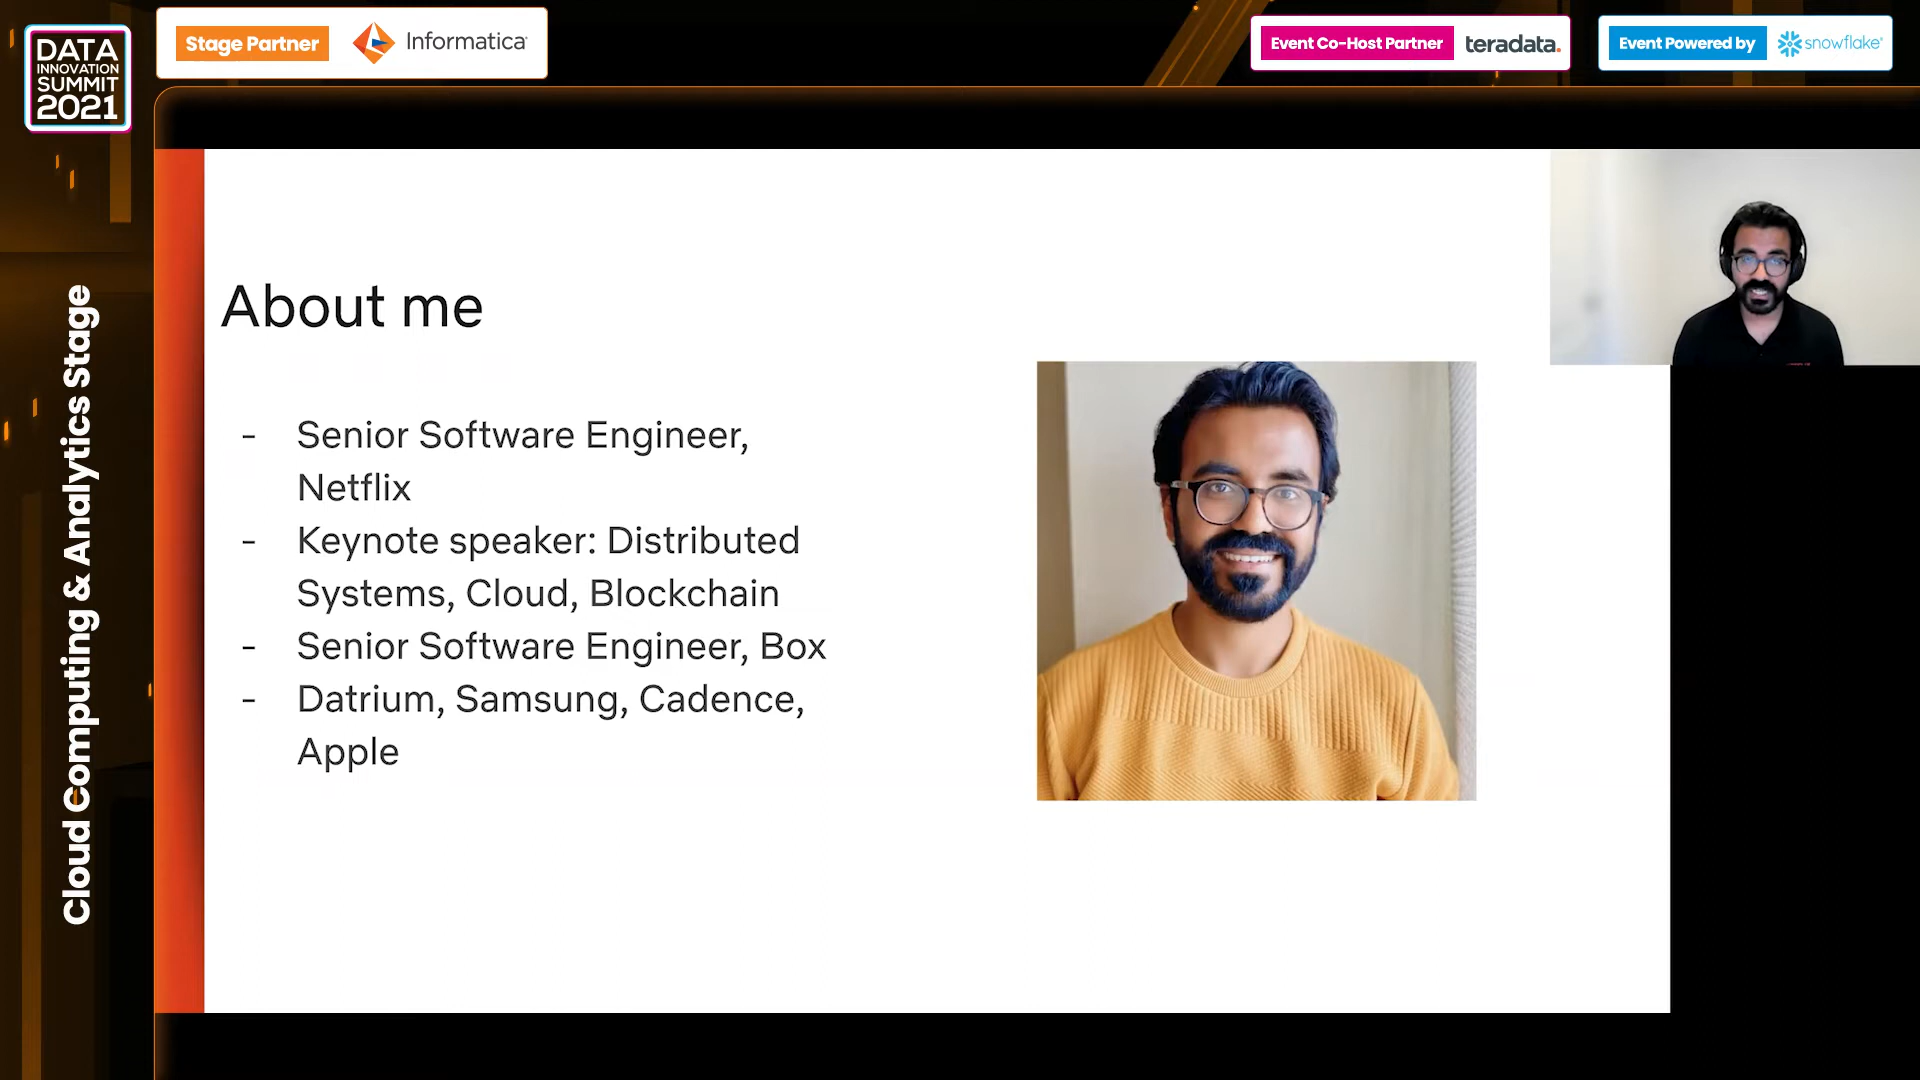 DATA
INNOVATION
SUMMIT
2021
Stage Partner
Informatica
Event Co-Host Partner
teradata.
Event Powered by
snowflake
Cloud Computing & Analytics Stage
About me
- Senior Software Engineer,
Netflix
- Keynote speaker: Distributed
Systems, Cloud, Blockchain
- Senior Software Engineer, Box
- Datrium, Samsung, Cadence,
Apple